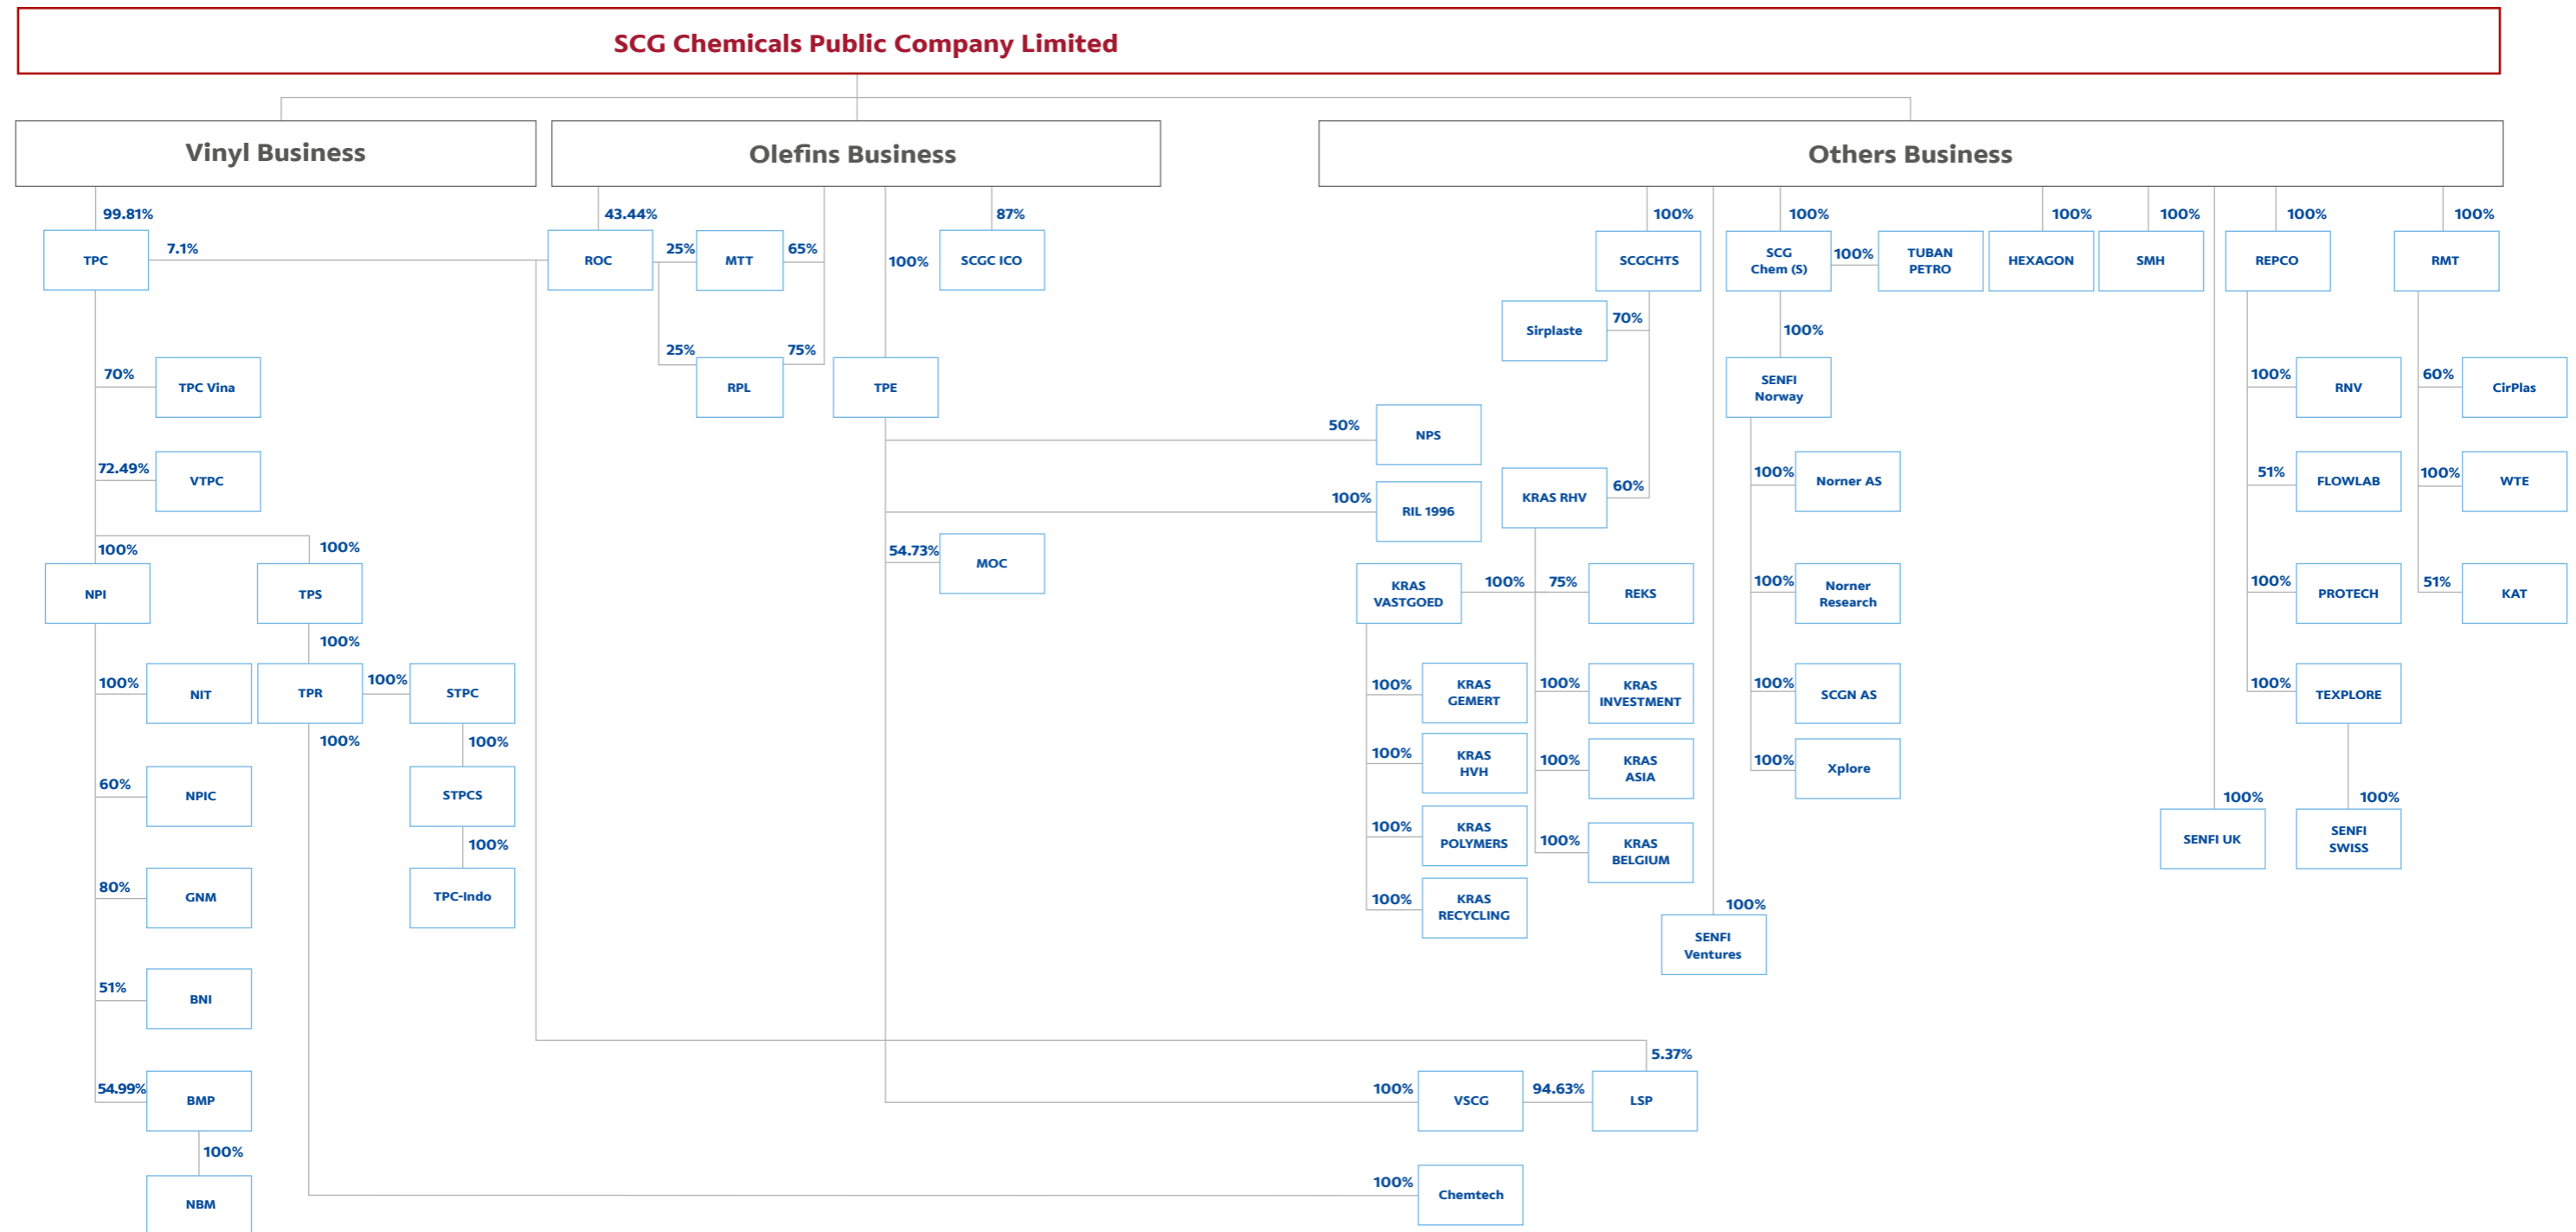 SCG Chemicals Public Company Limited
Vinyl Business
Olefins Business
Others Business
99.81%
43.44%
87%
100%
100%
100%
100%
100%
100%
TPC
7.1%
ROC
25%
MTT
65%
100%
SCGC ICO
SCGCHTS
SCG
Chem (S)
100%
TUBAN
PETRO
HEXAGON
SMH
REPCO
RMT
Sirplaste
70%
100%
70%
TPC Vina
25%
RPL
75%
TPE
SENFI
Norway
100%
RNV
60%
CirPlas
50%
NPS
72.49%
VTPC
100%
RIL 1996
KRAS RHV
60%
100%
Norner AS
51%
FLOWLAB
100%
WTE
100%
100%
54.73%
MOC
NPI
TPS
KRAS
VASTGOED
100%
75%
REKS
100%
Norner
Research
100%
PROTECH
51%
KAT
100%
100%
NIT
TPR
100%
STPC
100%
KRAS
GEMERT
100%
KRAS
INVESTMENT
100%
SCGN AS
100%
TEXPLORE
100%
100%
60%
NPIC
STPCS
100%
KRAS
HVH
100%
KRAS
ASIA
100%
Xplore
100%
100%
100%
100%
KRAS
POLYMERS
100%
KRAS
BELGIUM
SENFI UK
SENFI
SWISS
80%
GNM
TPC-Indo
100%
KRAS
RECYCLING
100%
SENFI
Ventures
51%
BNI
5.37%
54.99%
BMP
100%
VSCG
94.63%
LSP
100%
NBM
100%
Chemtech